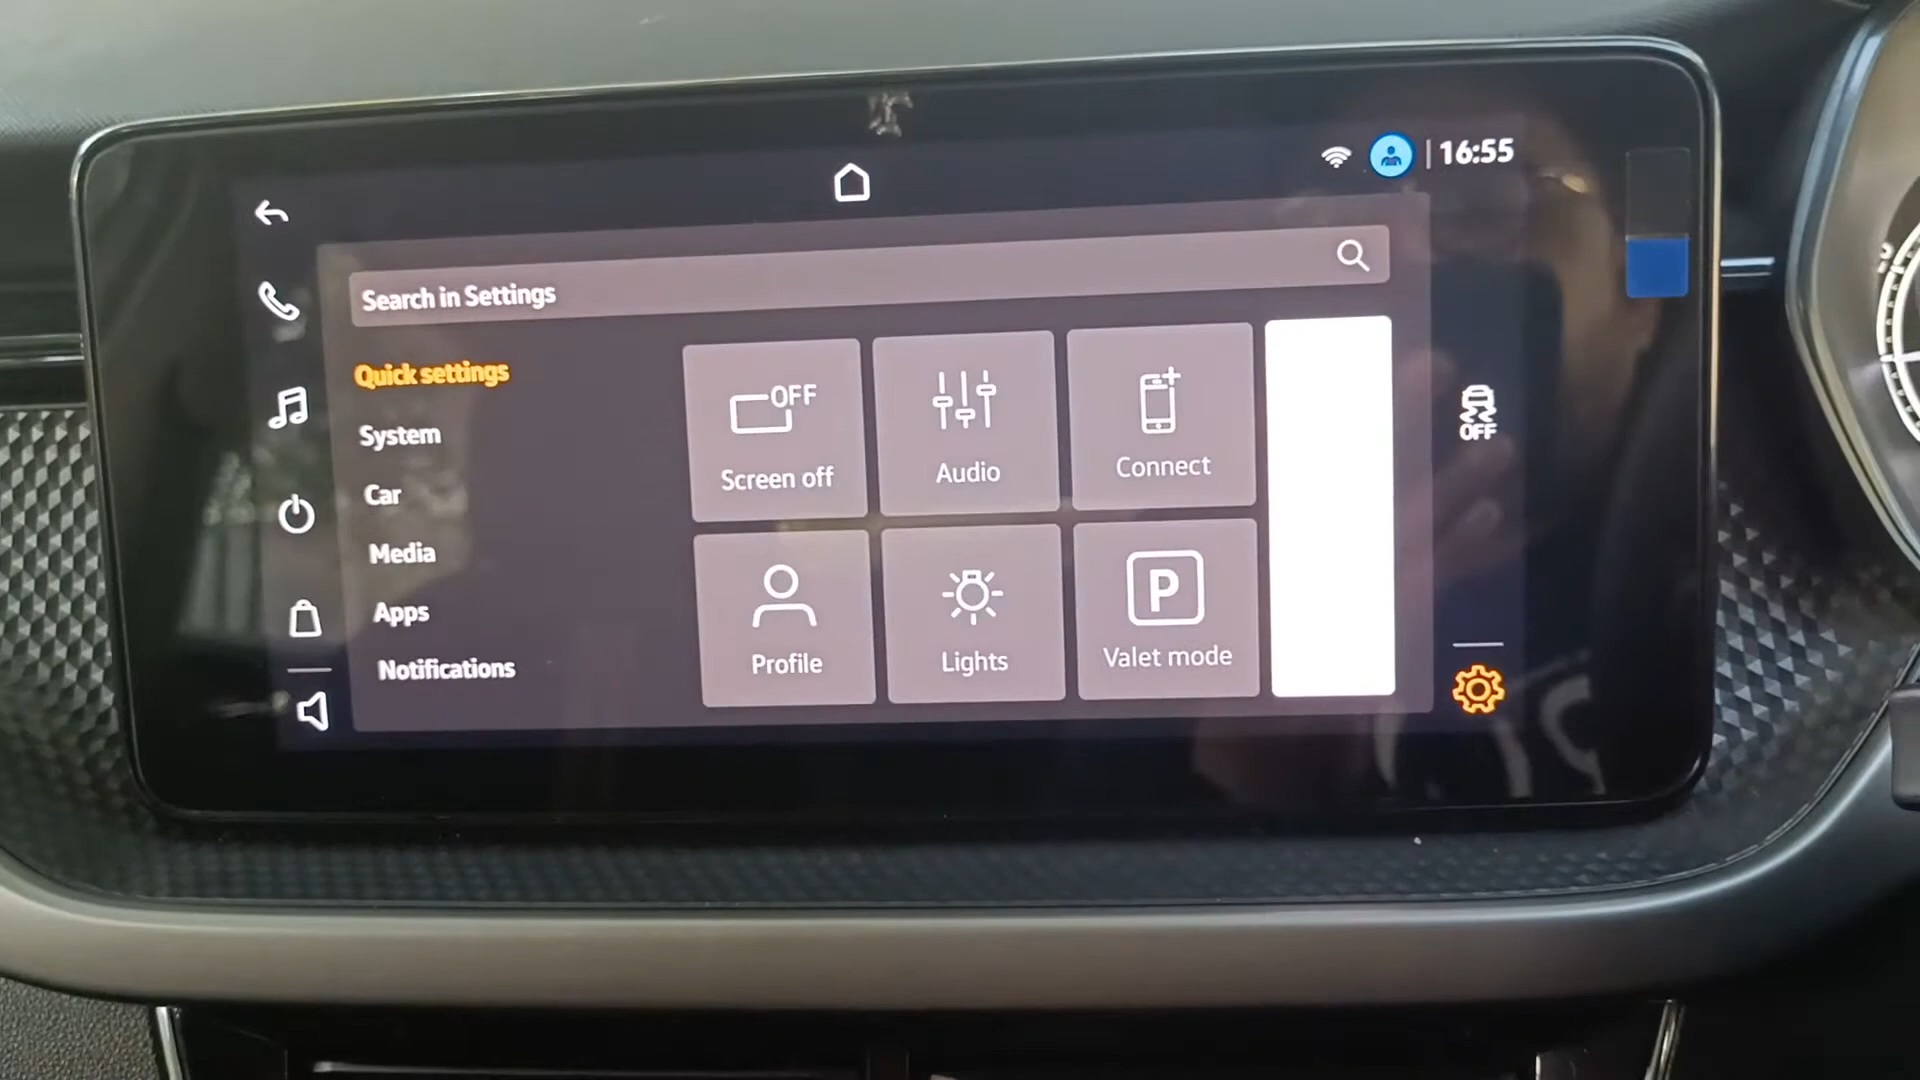 16:55
Search in Settings
Quick settings
System
Car
Media
Apps
Notifications
OFF
Screen off
Audio
Connect
Profile
Lights
P
Valet mode
OFF